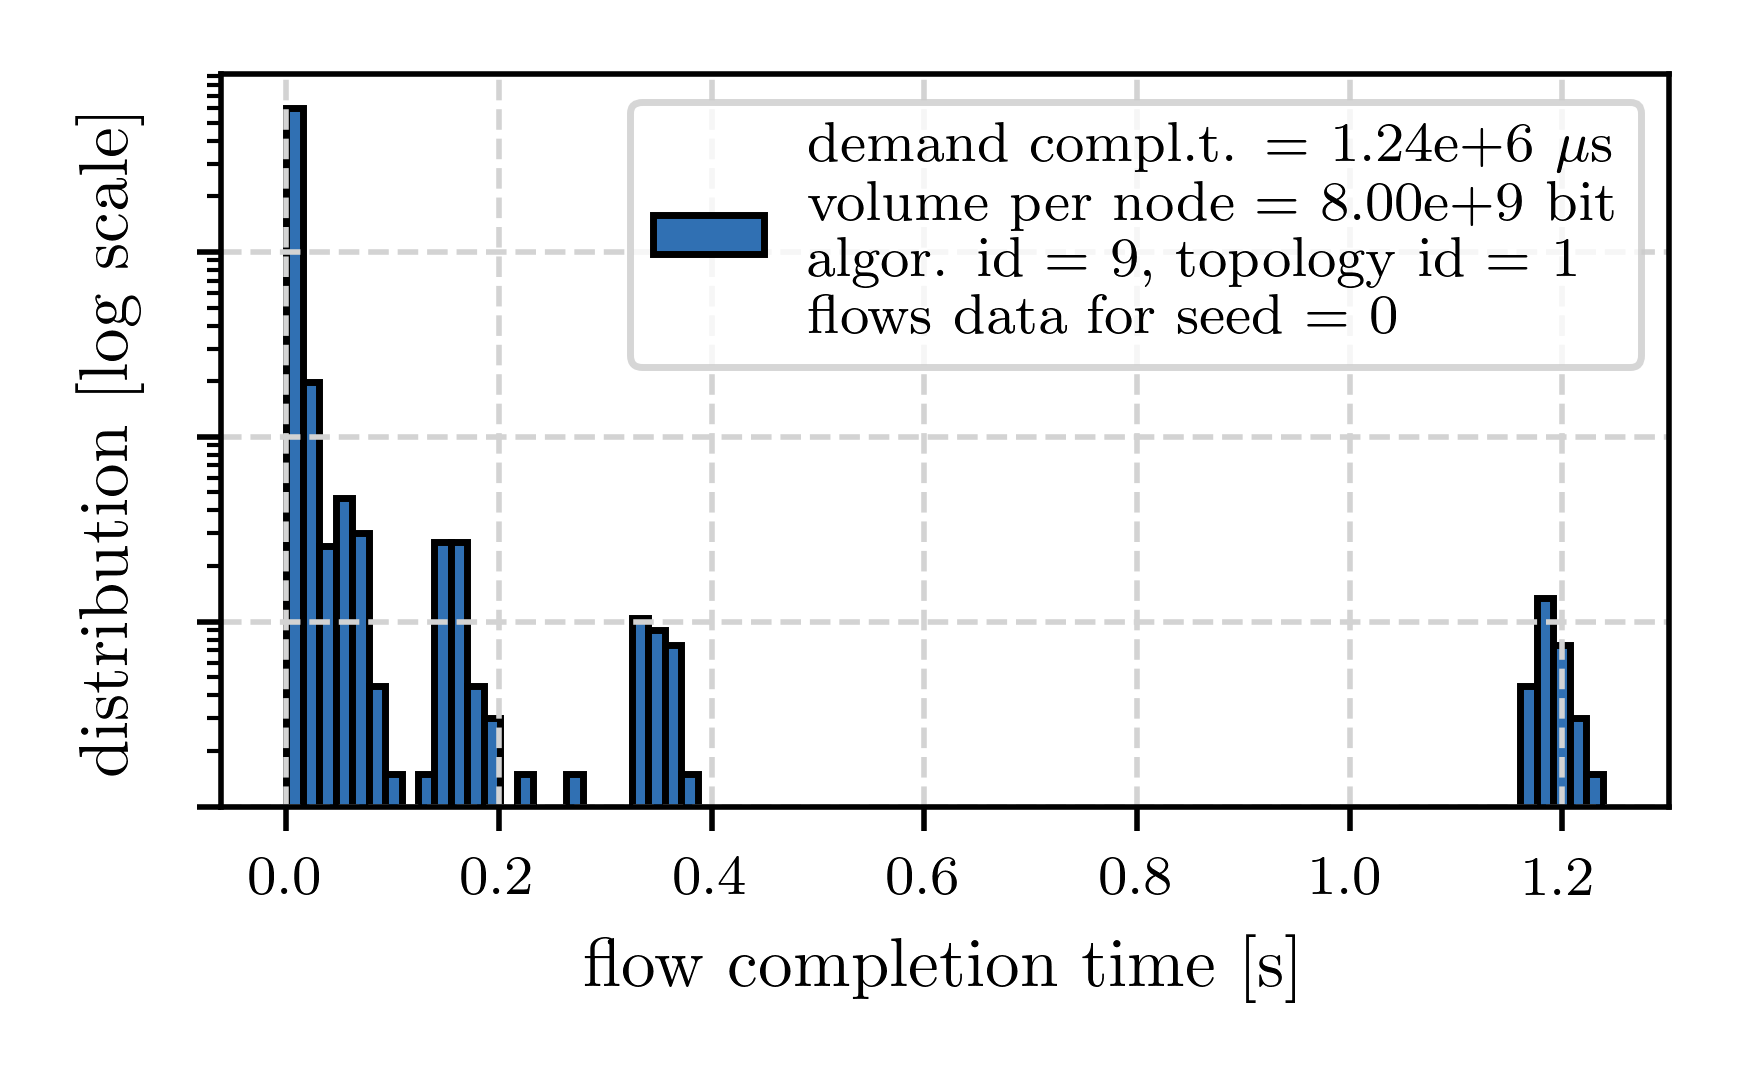 distribution [log scale]
demand compl.t. = 1.24e+6 μs
volume per node = 8.00e+9 bit
algor. id = 9, topology id = 1
flows data for seed = 0
0.0 0.2 0.4 0.6 0.8 1.0 1.2
flow completion time [s]